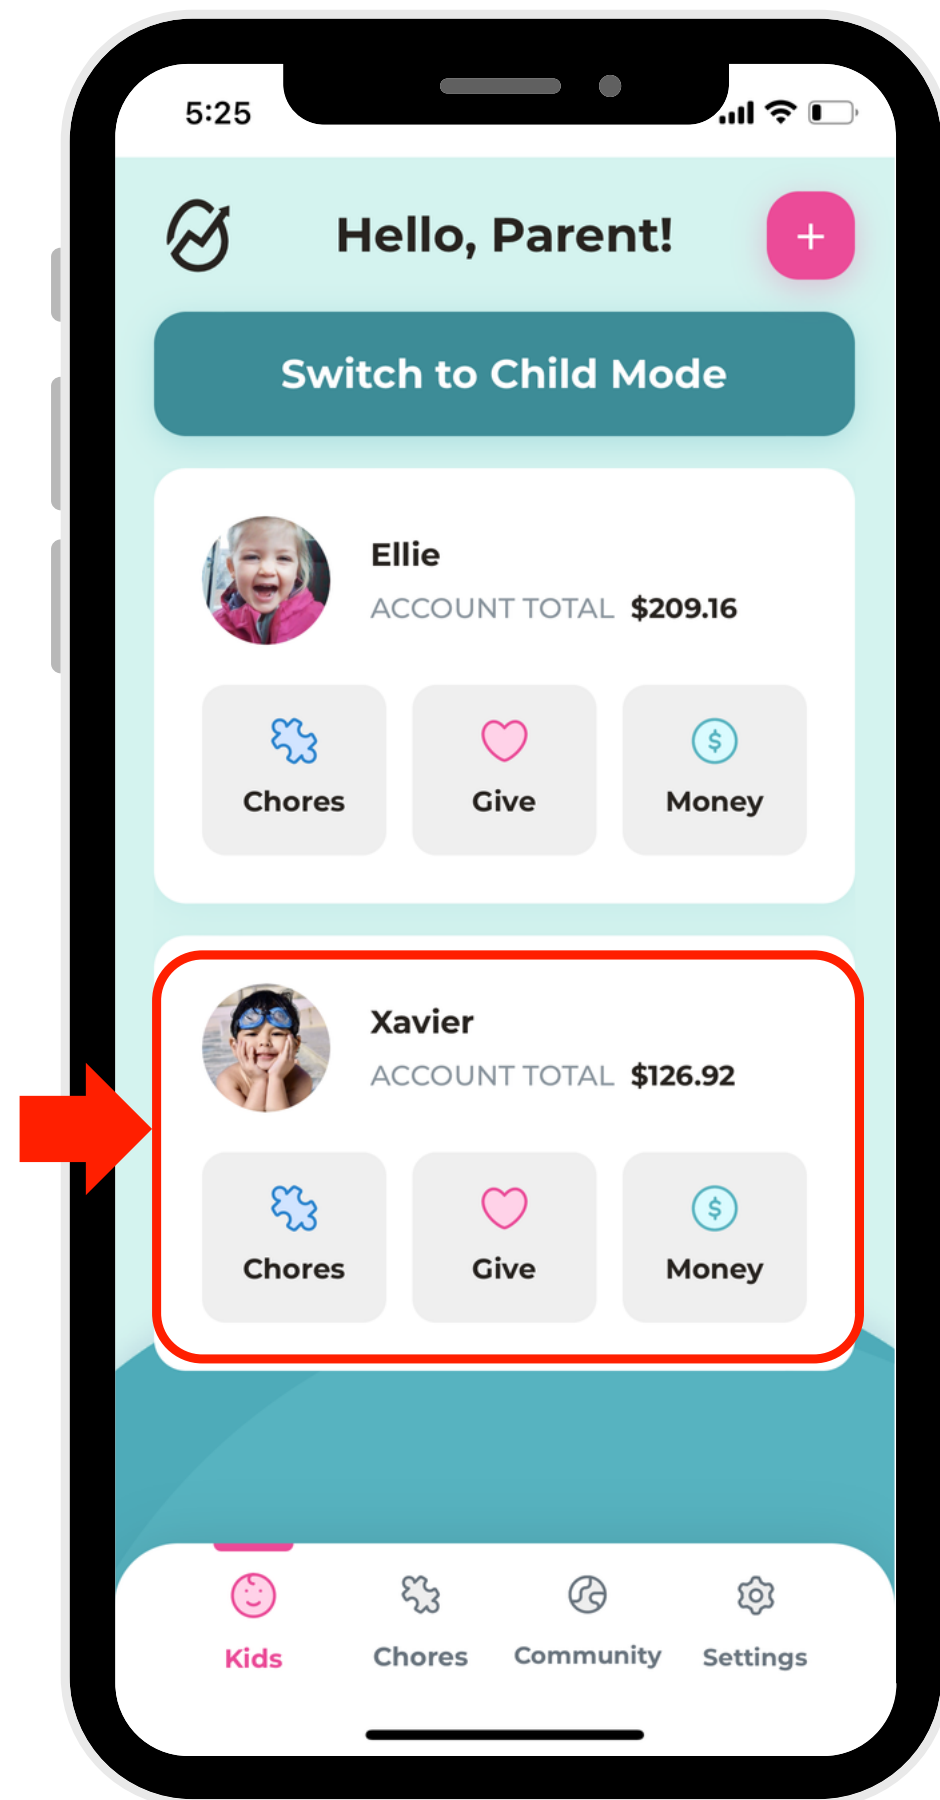 5:25
Hello, Parent!
+
Switch to Child Mode
Ellie
ACCOUNT TOTAL $209.16
$
Chores Give Money
Xavier
ACCOUNT TOTAL $126.92
$
Chores Give Money
Kids Chores Community Settings